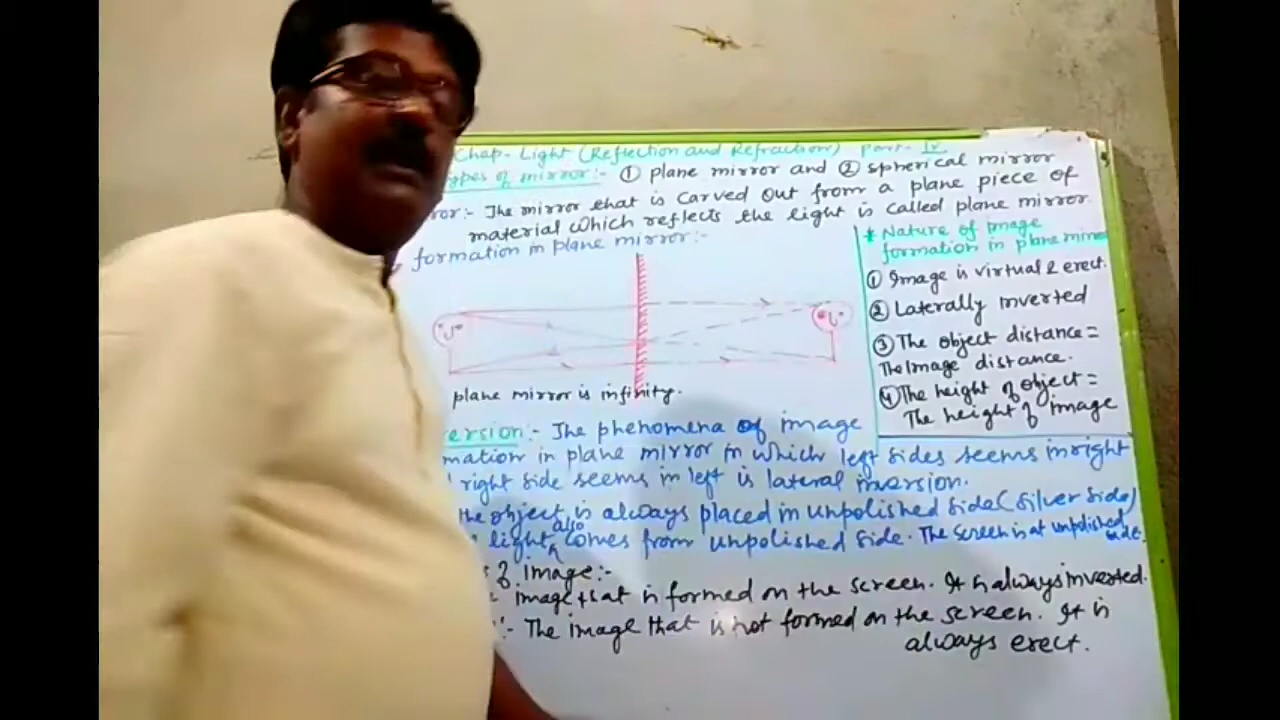 Chap- Light (Reflection and Refraction) part- IV
ypes of mirror:- ① plane mirror and ② spherical mirror
ror:- The mirror that is carved out from a plane piece of
material which reflects the light is called plane mirror
formation in plane mirror:-
* Nature of image
formation in plane mirror
① Image is virtual & erect.
② Laterally inverted
③ The object distance =
The Image distance.
④ The height of object =
The height of image
plane mirror is infinity.
ersion:- The phenomena of image
mation in plane mirror in which left sides seems in right
right side seems in left is lateral inversion.
the object is always placed in unpolished side (silver side)
light also comes from unpolished side. The screen is at unpolished
side.
of image:-
image that is formed on the screen. It is always inverted.
:- The image that is not formed on the screen. It is
always erect.